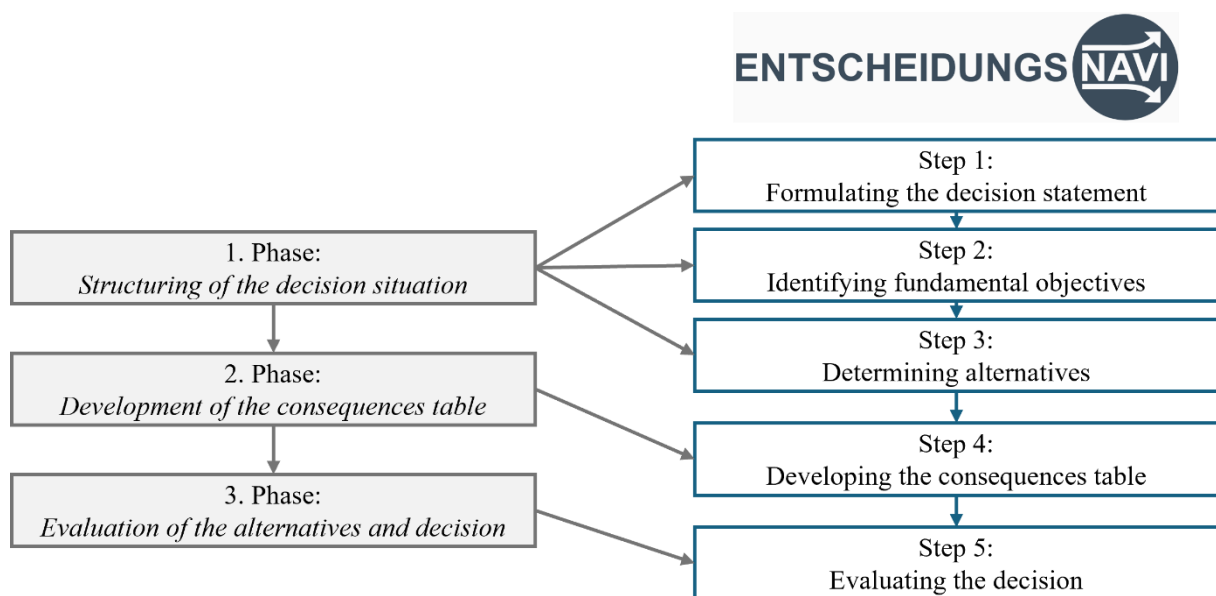 ENTSCHEIDUNGS NAVI
Step 1:
Formulating the decision statement
1. Phase:
Structuring of the decision situation
Step 2:
Identifying fundamental objectives
Step 3:
Determining alternatives
2. Phase:
Development of the consequences table
Step 4:
Developing the consequences table
3. Phase:
Evaluation of the alternatives and decision
Step 5:
Evaluating the decision